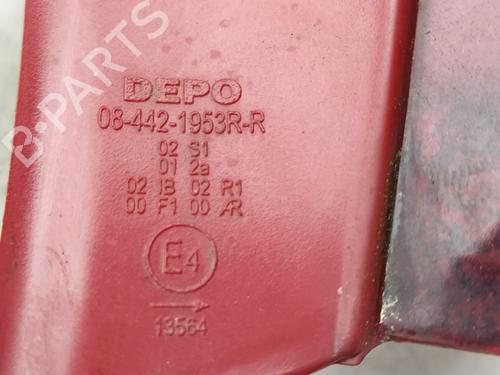 B-PARTS
DEPO
08-442-1953R-R
02 S1
01 2a
02 IB 02 R1
00 F1 00 AR
E4
13564